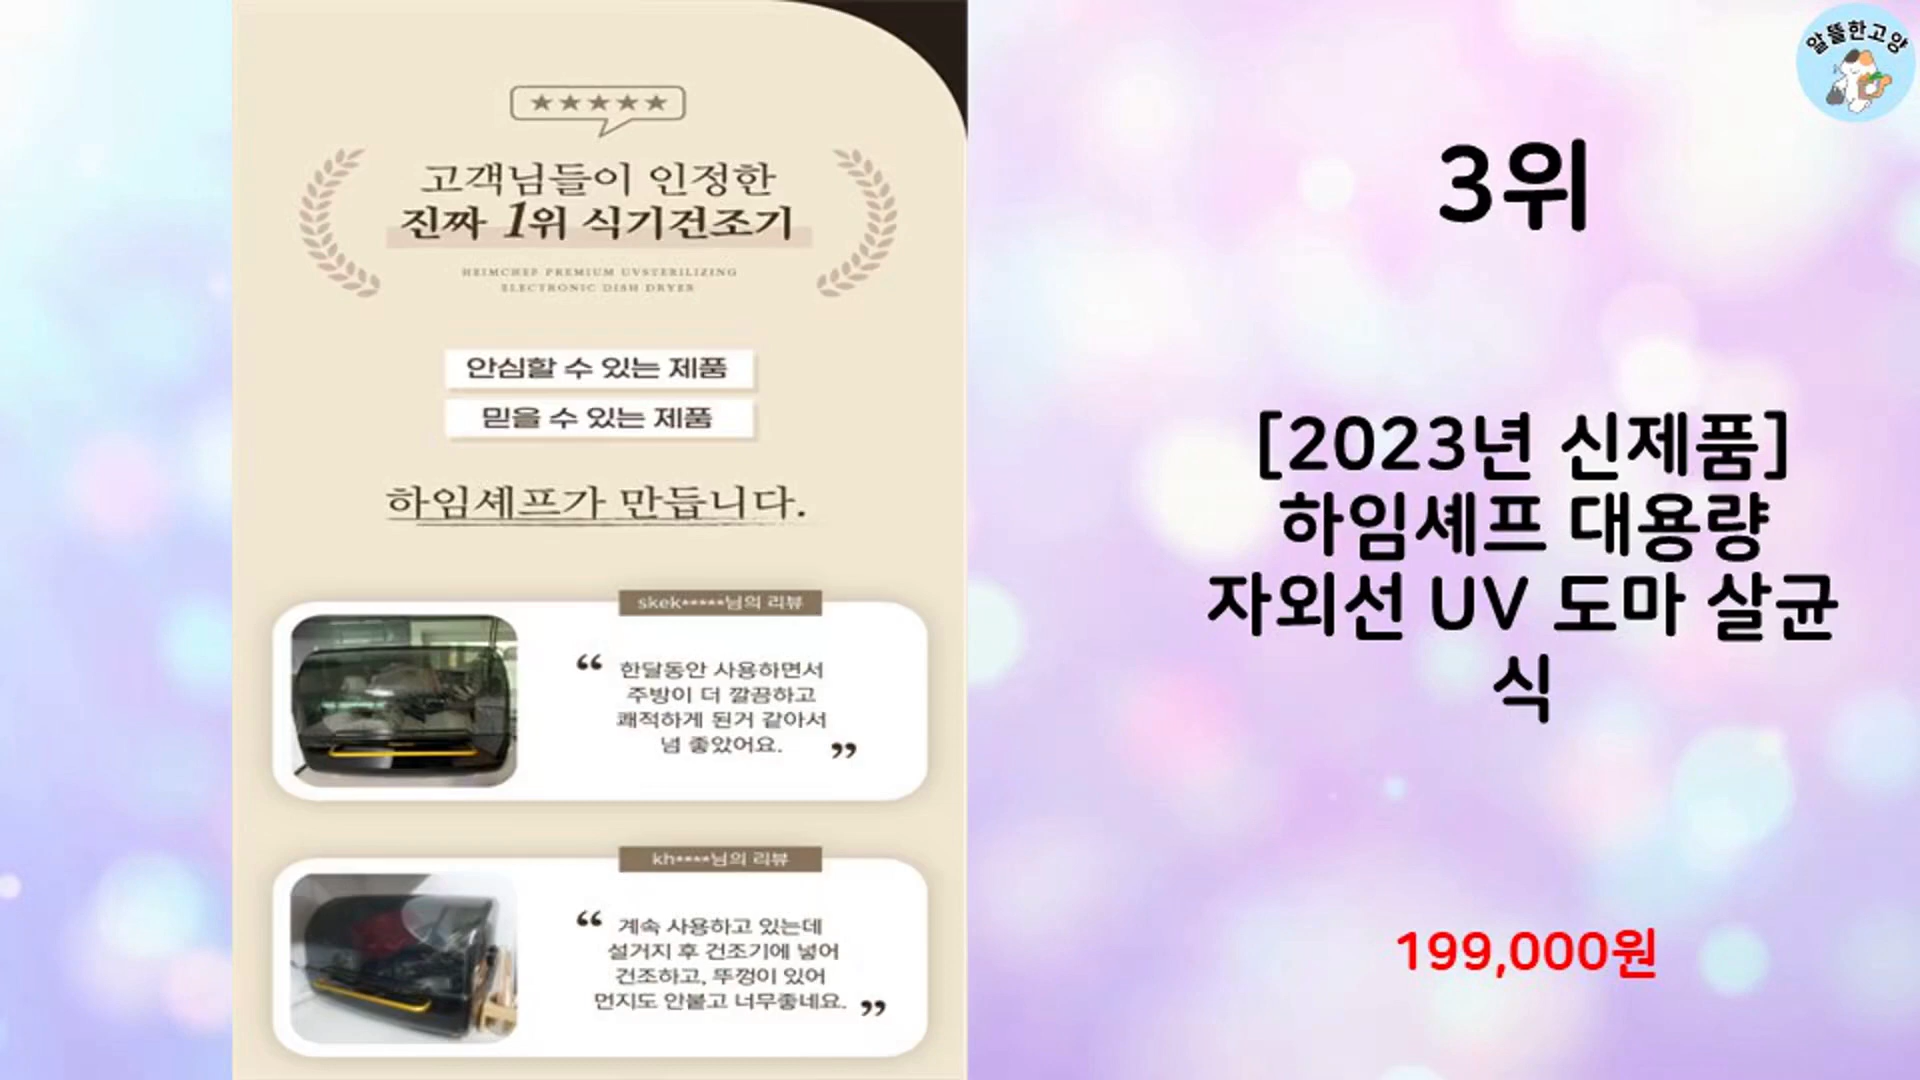 고객님들이 인정한
진짜 1위 식기건조기
HEIMCHEF PREMIUM UVSTERILIZING
ELECTRONIC DISH DRYER
안심할 수 있는 제품
믿을 수 있는 제품
하임셰프가 만듭니다.
skek*****님의 리뷰
“ 한달동안 사용하면서
주방이 더 깔끔하고
쾌적하게 된거 같아서
넘 좋았어요. ”
kh****님의 리뷰
“ 계속 사용하고 있는데
설거지 후 건조기에 넣어
건조하고, 뚜껑이 있어
먼지도 안붙고 너무좋네요. ”
알뜰한고양
3위
[2023년 신제품]
하임셰프 대용량
자외선 UV 도마 살균
식
199,000원